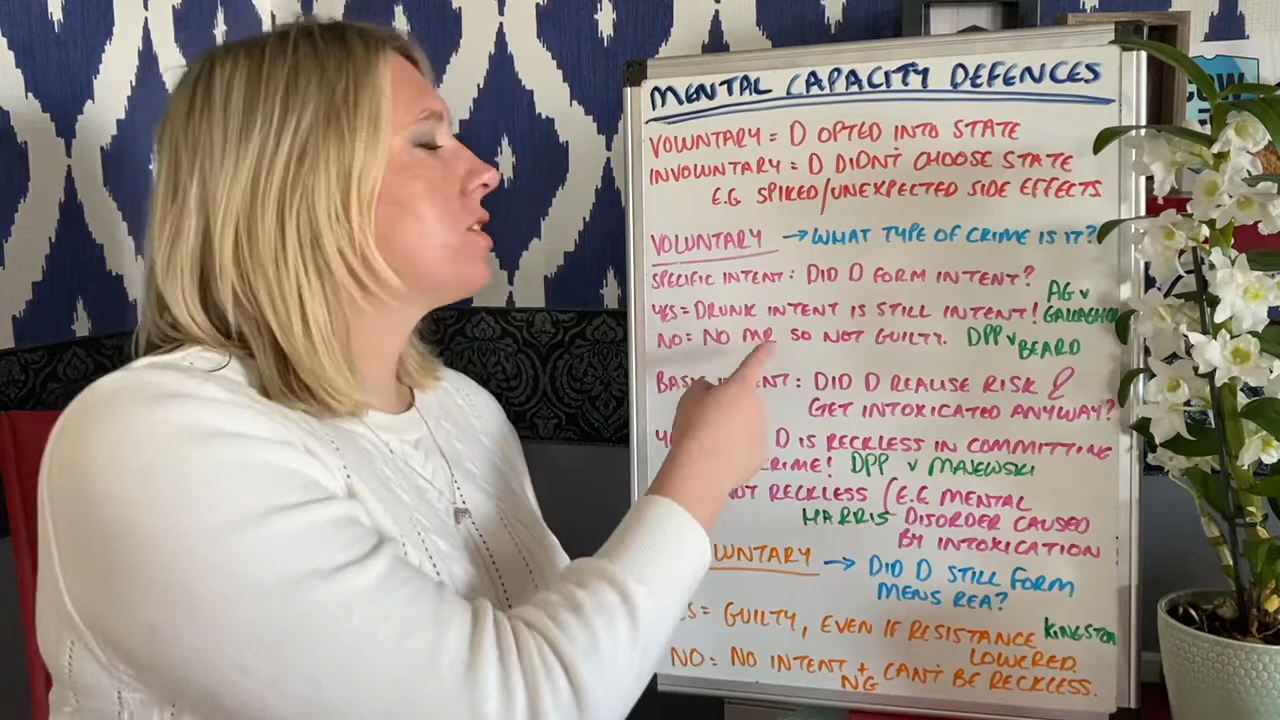 MENTAL CAPACITY DEFENCES
VOLUNTARY = D OPTED INTO STATE
INVOLUNTARY = D DIDN'T CHOOSE STATE
E.G SPIKED/UNEXPECTED SIDE EFFECTS
VOLUNTARY → WHAT TYPE OF CRIME IS IT?
SPECIFIC INTENT: DID D FORM INTENT?
YES = DRUNK INTENT IS STILL INTENT! AG v GALLAGHER
NO = NO MR SO NOT GUILTY. DPP v BEARD
INTENT: DID D REALISE RISK &
GET INTOXICATED ANYWAY?
D IS RECKLESS IN COMMITTING
CRIME! DPP v MAJEWSKI
NOT RECKLESS (E.G MENTAL
HARRIS DISORDER CAUSED
BY INTOXICATION
LUNTARY → DID D STILL FORM
MENS REA?
= GUILTY, EVEN IF RESISTANCE KINGSTON
LOWERED.
NO = NO INTENT + CAN'T BE RECKLESS.
NG